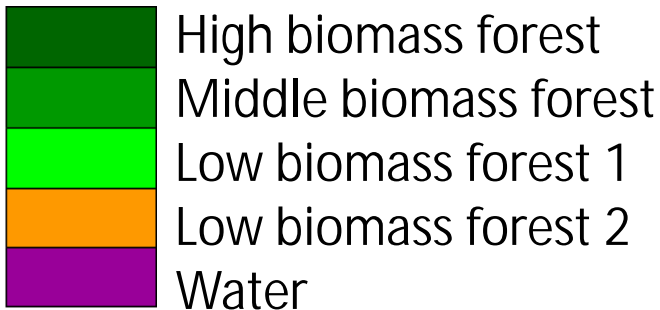 High biomass forest
Middle biomass forest
Low biomass forest 1
Low biomass forest 2
Water